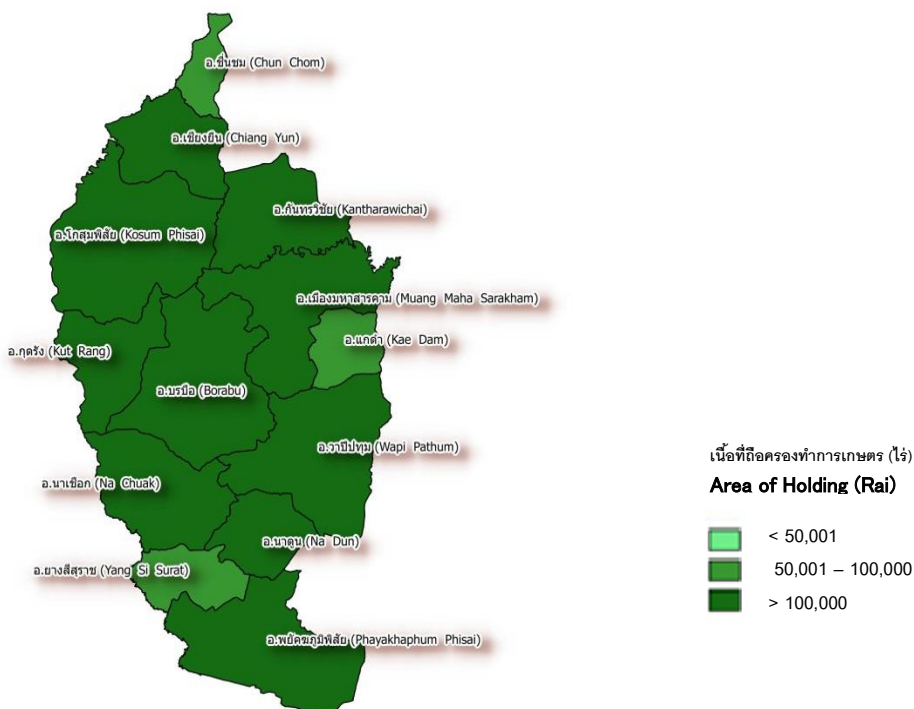 อ.ชื่นชม (Chun Chom)
อ.เชียงยืน (Chiang Yun)
อ.กันทรวิชัย (Kantharawichai)
อ.โกสุมพิสัย (Kosum Phisai)
อ.เมืองมหาสารคาม (Muang Maha Sarakham)
อ.แกดำ (Kae Dam)
อ.กุดรัง (Kut Rang)
อ.บรบือ (Borabu)
อ.วาปีปทุม (Wapi Pathum)
อ.นาเชือก (Na Chuak)
อ.นาดูน (Na Dun)
อ.ยางสีสุราช (Yang Si Surat)
อ.พยัคฆภูมิพิสัย (Phayakhaphum Phisai)
เนื้อที่ถือครองทำการเกษตร (ไร่)
Area of Holding (Rai)
< 50,001
50,001 – 100,000
> 100,000